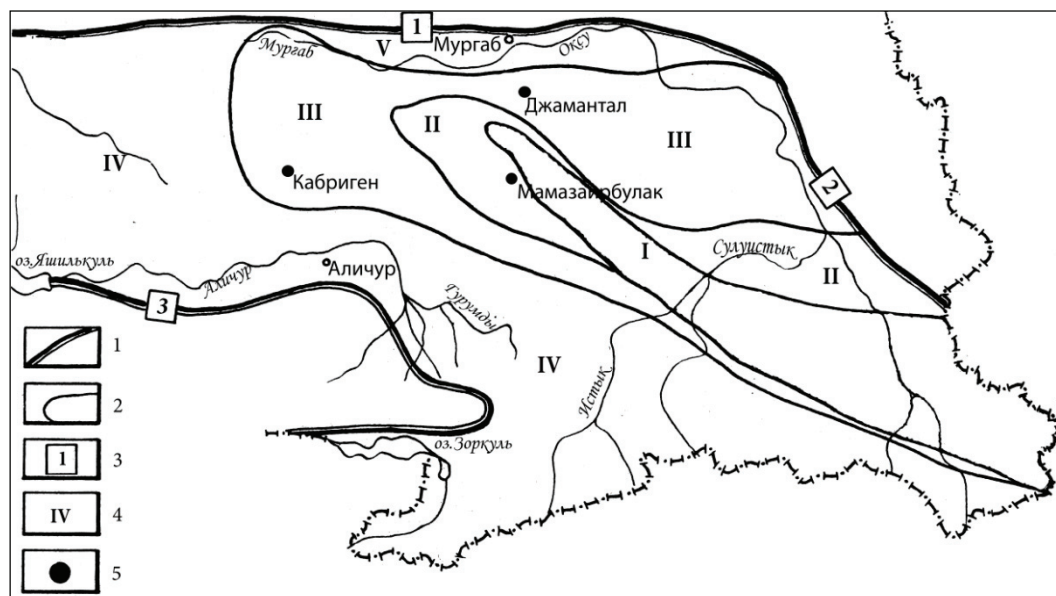 1
Мургаб
V
Мургаб
Оксу
III
Джамантал
II
III
IV
Кабриген
Мамазаирбулак
2
I
Сулуистык
II
оз.Яшилькуль
Аличур
Аличур
3
Гурумды
IV
Истык
оз.Зоркуль
1
2
1
3
IV
4
5